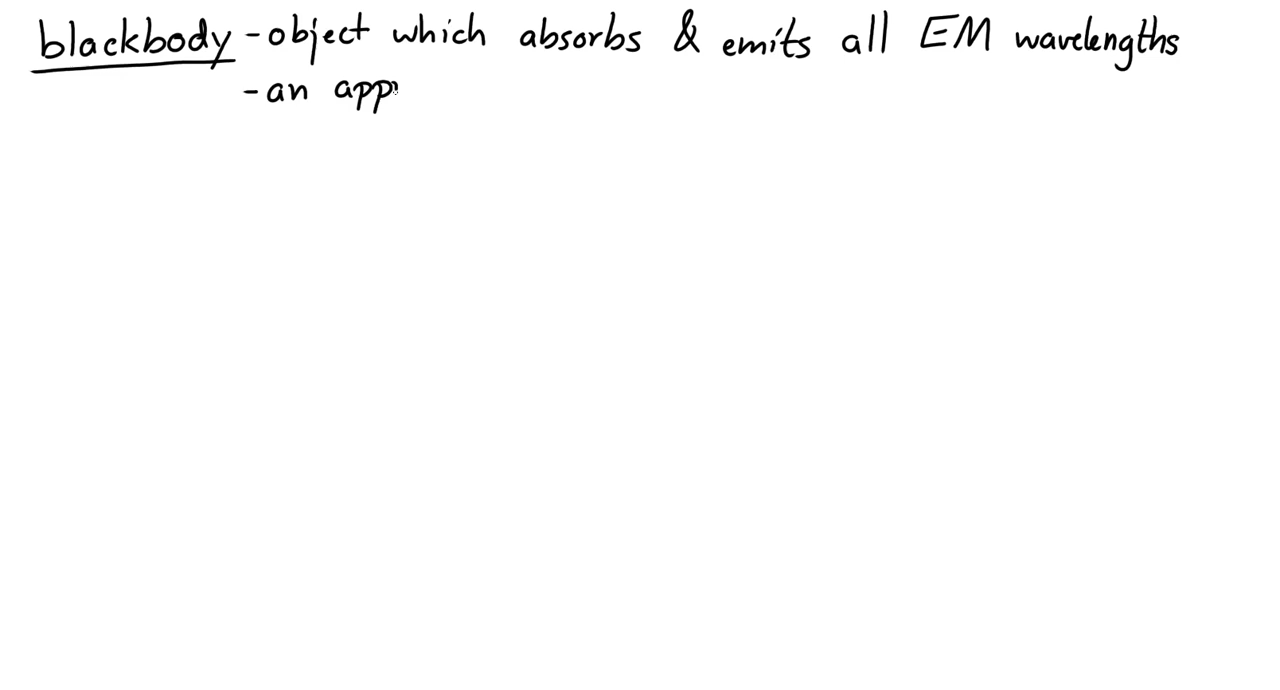 blackbody - object which absorbs & emits all EM wavelengths
- an app